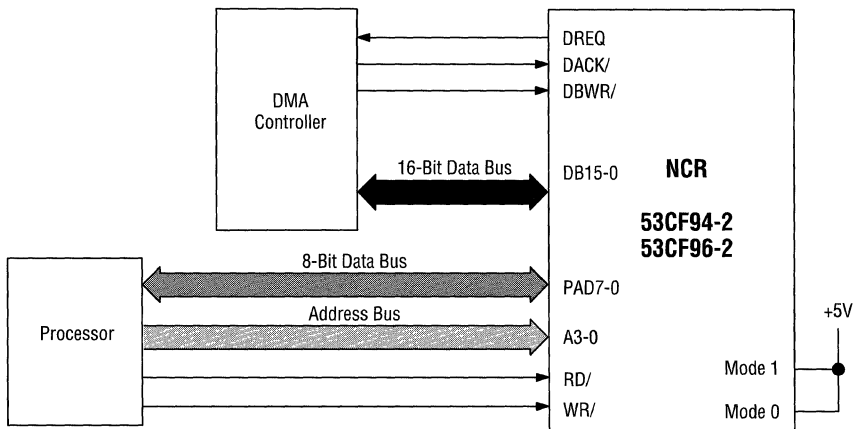 DREQ
DACK/
DBWR/
DMA
Controller
16-Bit Data Bus
DB15-0
NCR
53CF94-2
53CF96-2
8-Bit Data Bus
PAD7-0
Processor
Address Bus
A3-0
RD/
WR/
+5V
Mode 1
Mode 0